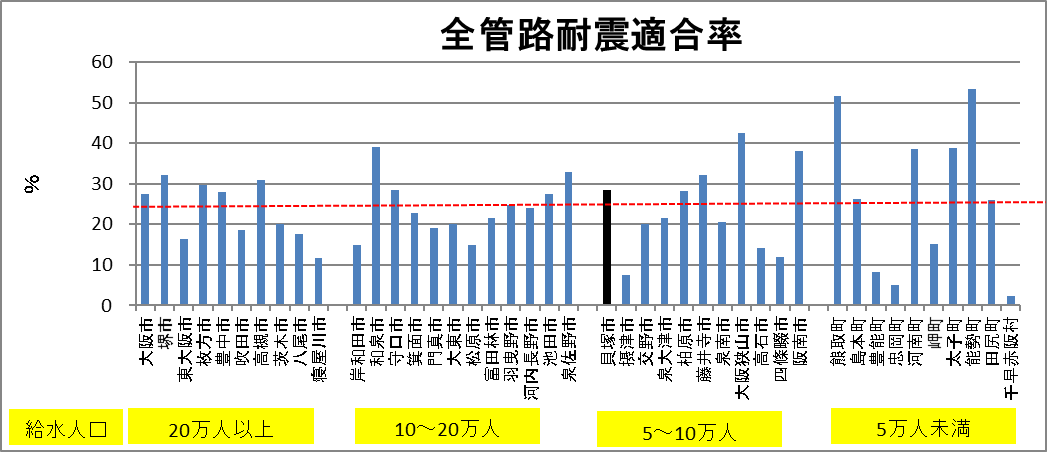 全管路耐震適合率
%
60
50
40
30
20
10
0
大阪市
堺市
東大阪市
枚方市
豊中市
吹田市
高槻市
茨木市
八尾市
寝屋川市
岸和田市
和泉市
守口市
箕面市
門真市
大東市
松原市
富田林市
羽曳野市
河内長野市
池田市
泉佐野市
貝塚市
摂津市
交野市
泉大津市
柏原市
藤井寺市
泉南市
大阪狭山市
高石市
四條畷市
阪南市
熊取町
島本町
豊能町
忠岡町
河南町
岬町
太子町
能勢町
田尻町
千早赤阪村
給水人口
20万人以上
10～20万人
5～10万人
5万人未満